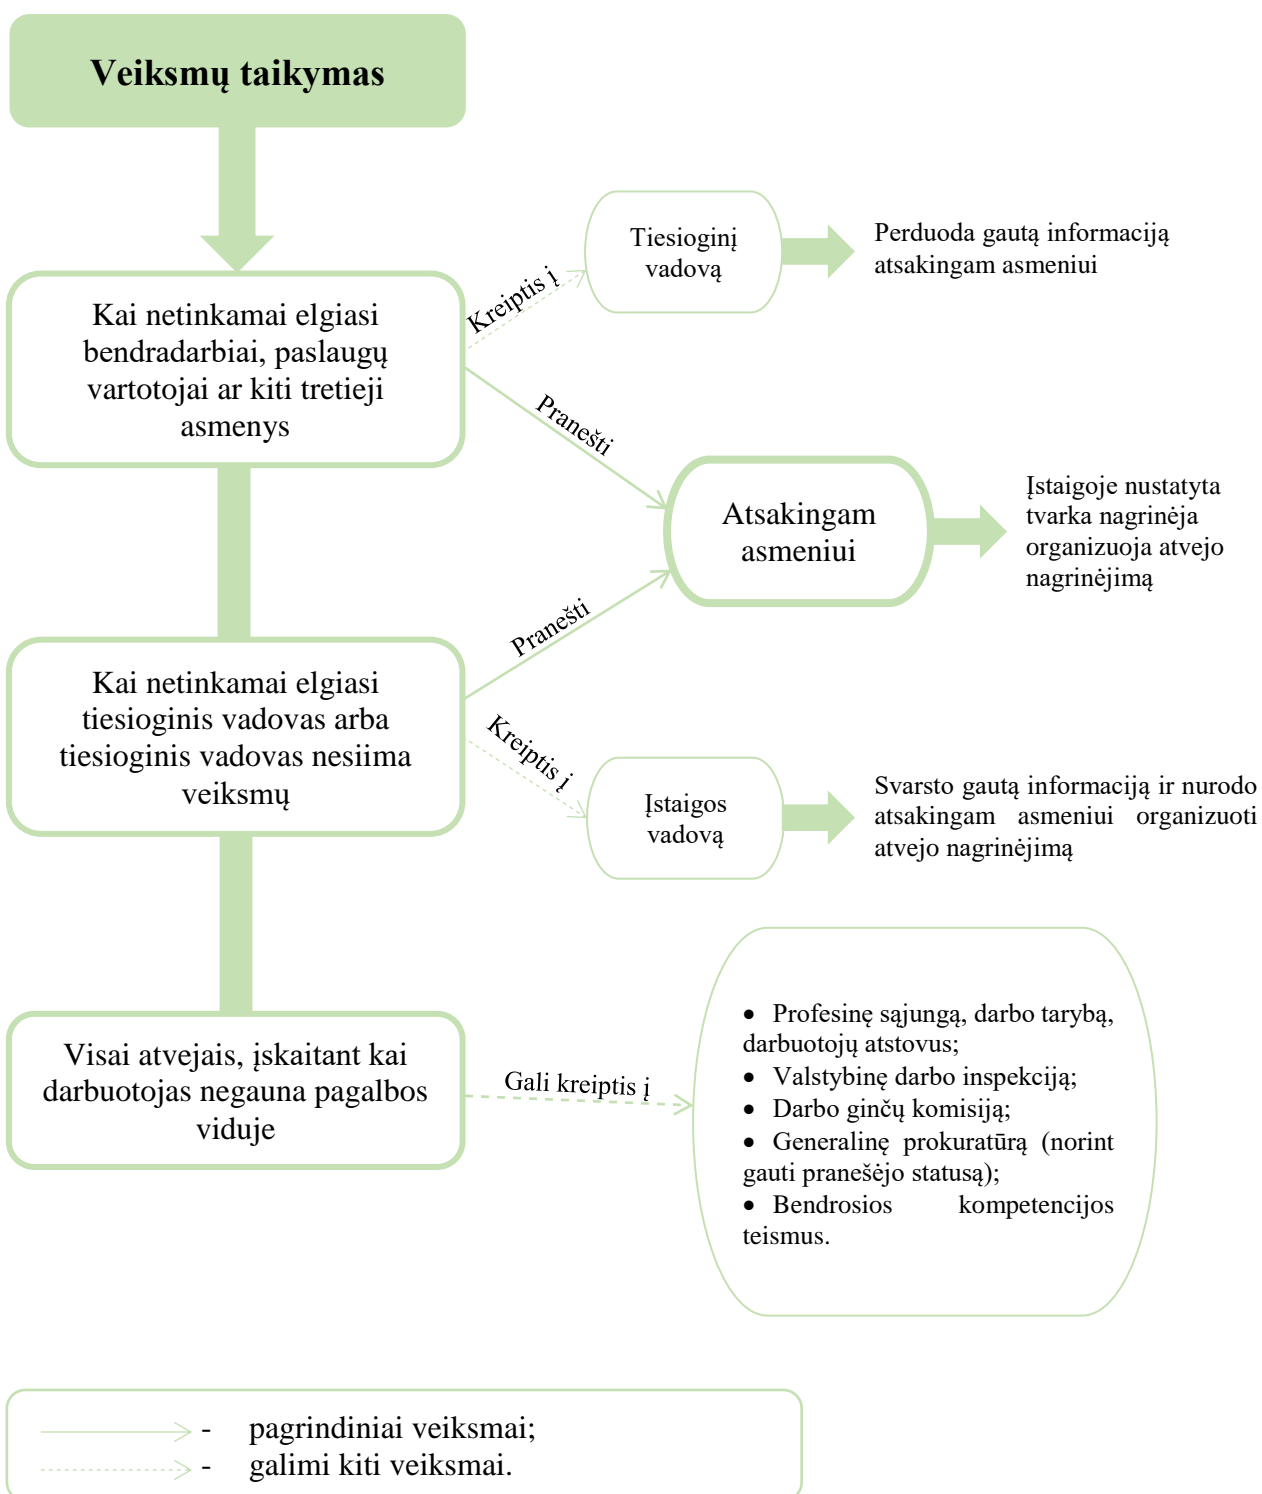 Veiksmų taikymas
Tiesioginį
vadovą
Perduoda gautą informaciją
atsakingam asmeniui
Kreiptis į
Kai netinkamai elgiasi
bendradarbiai, paslaugų
vartotojai ar kiti tretieji
asmenys
Pranešti
Atsakingam
asmeniui
Įstaigoje nustatyta
tvarka nagrinėja
organizuoja atvejo
nagrinėjimą
Pranešti
Kai netinkamai elgiasi
tiesioginis vadovas arba
tiesioginis vadovas nesiima
veiksmų
Kreiptis į
Įstaigos
vadovą
Svarsto gautą informaciją ir nurodo
atsakingam asmeniui organizuoti
atvejo nagrinėjimą
Visai atvejais, įskaitant kai
darbuotojas negauna pagalbos
viduje
Gali kreiptis į
• Profesinę sąjungą, darbo tarybą,
darbuotojų atstovus;
• Valstybinę darbo inspekciją;
• Darbo ginčų komisiją;
• Generalinę prokuratūrą (norint
gauti pranešėjo statusą);
• Bendrosios kompetencijos
teismus.
- pagrindiniai veiksmai;
- galimi kiti veiksmai.